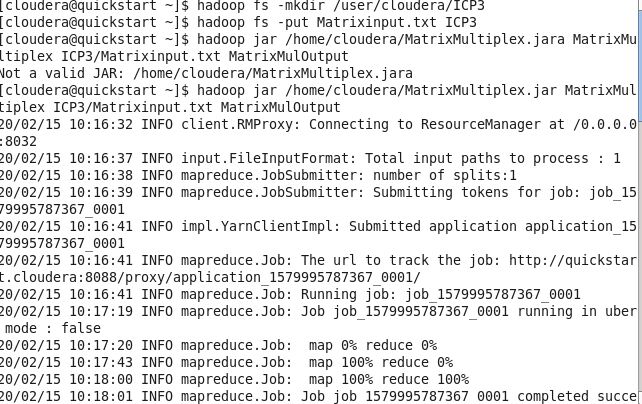 [cloudera@quickstart ~]$ hadoop fs -mkdir /user/cloudera/ICP3
[cloudera@quickstart ~]$ hadoop fs -put Matrixinput.txt ICP3
[cloudera@quickstart ~]$ hadoop jar /home/cloudera/MatrixMultiplex.jara MatrixMu
ltiplex ICP3/Matrixinput.txt MatrixMulOutput
Not a valid JAR: /home/cloudera/MatrixMultiplex.jara
[cloudera@quickstart ~]$ hadoop jar /home/cloudera/MatrixMultiplex.jar MatrixMul
tiplex ICP3/Matrixinput.txt MatrixMulOutput
20/02/15 10:16:32 INFO client.RMProxy: Connecting to ResourceManager at /0.0.0.0
:8032
20/02/15 10:16:37 INFO input.FileInputFormat: Total input paths to process : 1
20/02/15 10:16:38 INFO mapreduce.JobSubmitter: number of splits:1
20/02/15 10:16:39 INFO mapreduce.JobSubmitter: Submitting tokens for job: job_15
79995787367_0001
20/02/15 10:16:41 INFO impl.YarnClientImpl: Submitted application application_15
79995787367_0001
20/02/15 10:16:41 INFO mapreduce.Job: The url to track the job: http://quickstar
t.cloudera:8088/proxy/application_1579995787367_0001/
20/02/15 10:16:41 INFO mapreduce.Job: Running job: job_1579995787367_0001
20/02/15 10:17:19 INFO mapreduce.Job: Job job_1579995787367_0001 running in uber
 mode : false
20/02/15 10:17:20 INFO mapreduce.Job:  map 0% reduce 0%
20/02/15 10:17:43 INFO mapreduce.Job:  map 100% reduce 0%
20/02/15 10:18:00 INFO mapreduce.Job:  map 100% reduce 100%
20/02/15 10:18:01 INFO mapreduce.Job: Job job_1579995787367_0001 completed succe